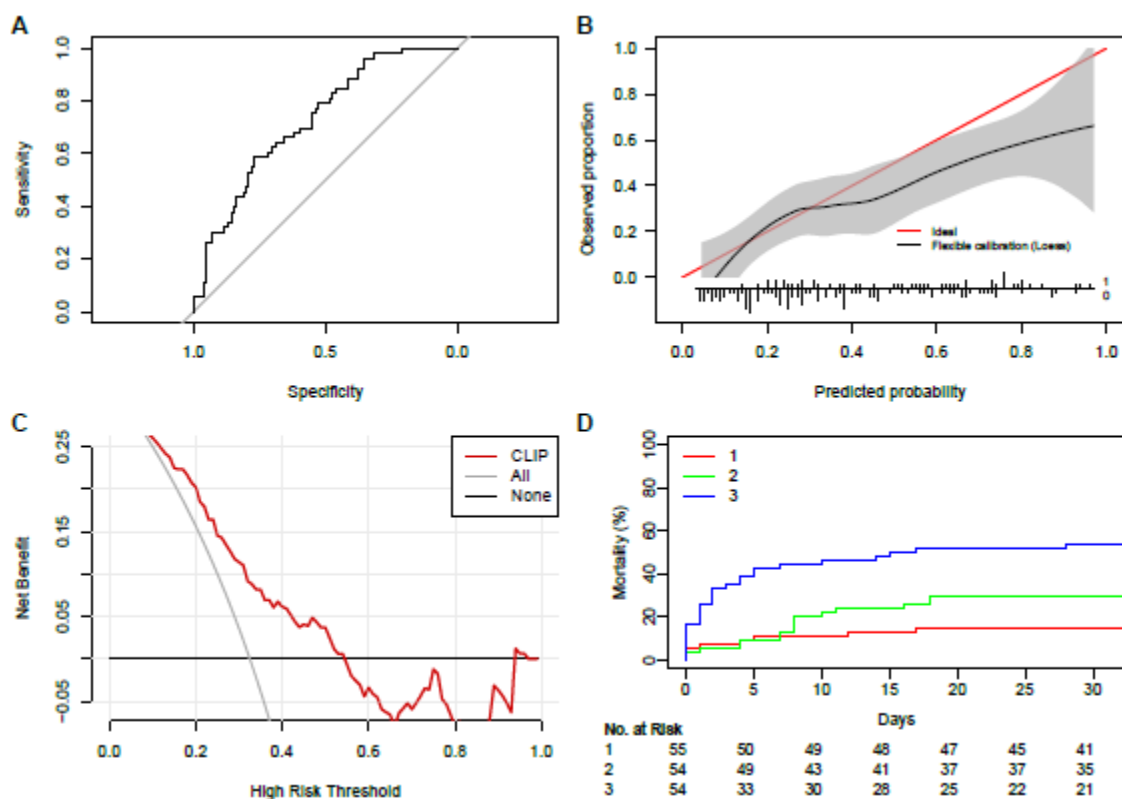 A
1.0
0.8
0.6
0.4
0.2
0.0
Sensitivity
1.0 0.5 0.0
Specificity
B
1.0
0.8
0.6
0.4
0.2
0.0
Observed proportion
Ideal
Flexible calibration (Loess)
1
0
0.0 0.2 0.4 0.6 0.8 1.0
Predicted probability
C
0.25
0.15
0.05
−0.05
Net Benefit
CLIP
All
None
0.0 0.2 0.4 0.6 0.8 1.0
High Risk Threshold
D
100
80
60
40
20
0
Mortality (%)
1
2
3
0 5 10 15 20 25 30
Days
No. at Risk
1 55 50 49 48 47 45 41
2 54 49 43 41 37 37 35
3 54 33 30 28 25 22 21